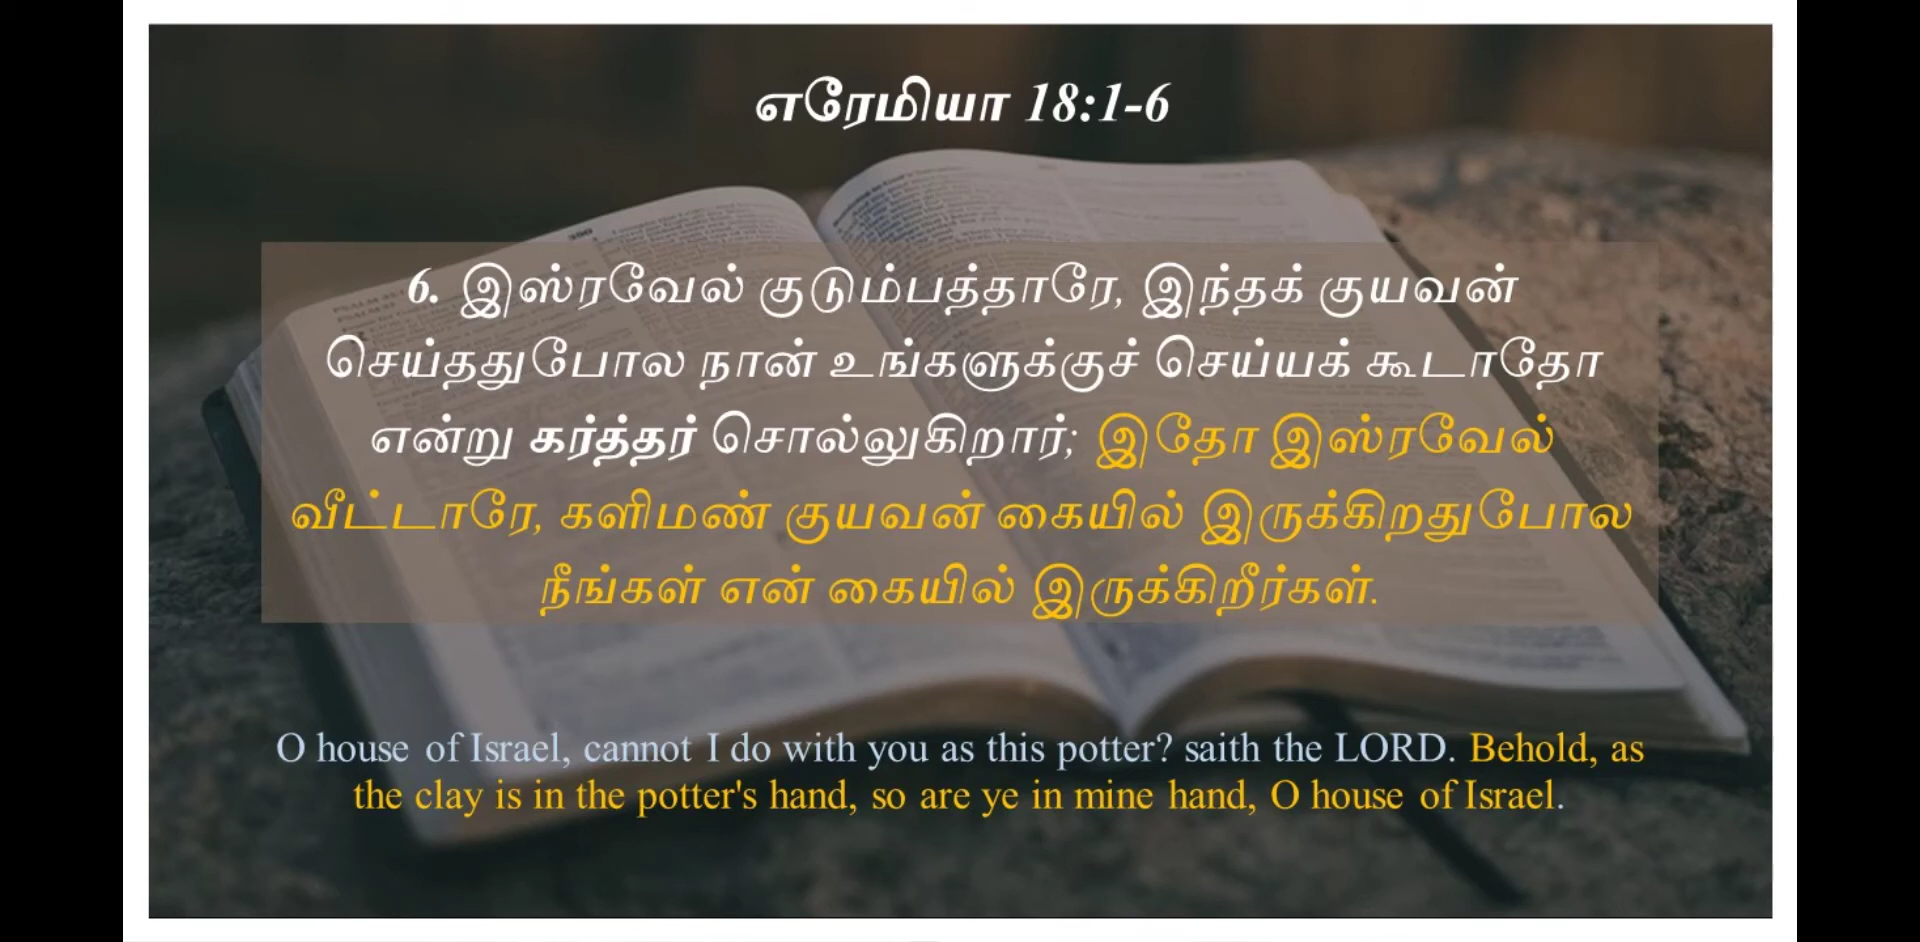 எரேமியா 18:1-6
6. இஸ்ரவேல் குடும்பத்தாரே, இந்தக் குயவன்
செய்ததுபோல நான் உங்களுக்குச் செய்யக் கூடாதோ
என்று கர்த்தர் சொல்லுகிறார்; இதோ இஸ்ரவேல்
வீட்டாரே, களிமண் குயவன் கையில் இருக்கிறதுபோல
நீங்கள் என் கையில் இருக்கிறீர்கள்.
O house of Israel, cannot I do with you as this potter? saith the LORD. Behold, as
the clay is in the potter's hand, so are ye in mine hand, O house of Israel.